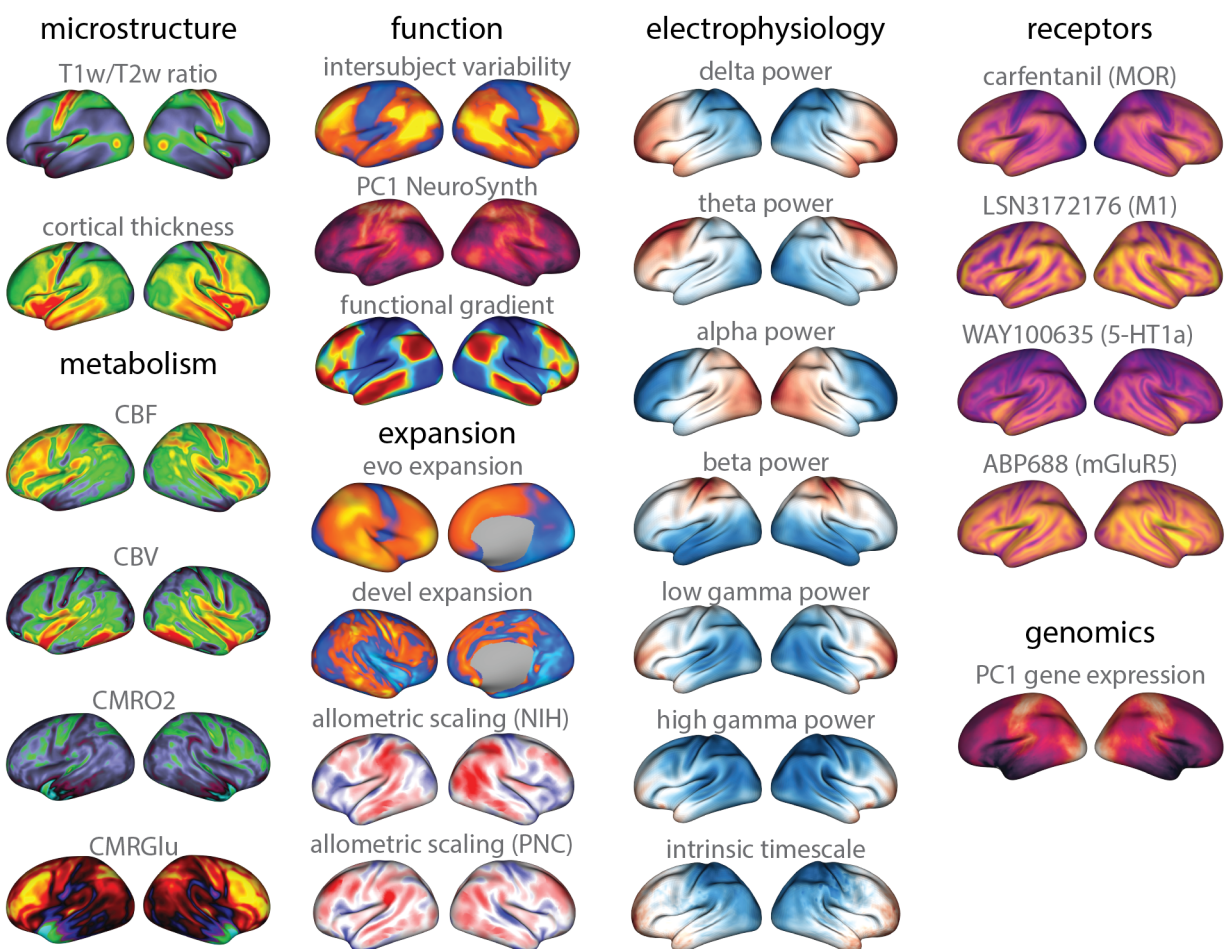 microstructure
T1w/T2w ratio
cortical thickness
metabolism
CBF
CBV
CMRO2
CMRGlu
function
intersubject variability
PC1 NeuroSynth
functional gradient
expansion
evo expansion
devel expansion
allometric scaling (NIH)
allometric scaling (PNC)
electrophysiology
delta power
theta power
alpha power
beta power
low gamma power
high gamma power
intrinsic timescale
receptors
carfentanil (MOR)
LSN3172176 (M1)
WAY100635 (5-HT1a)
ABP688 (mGluR5)
genomics
PC1 gene expression